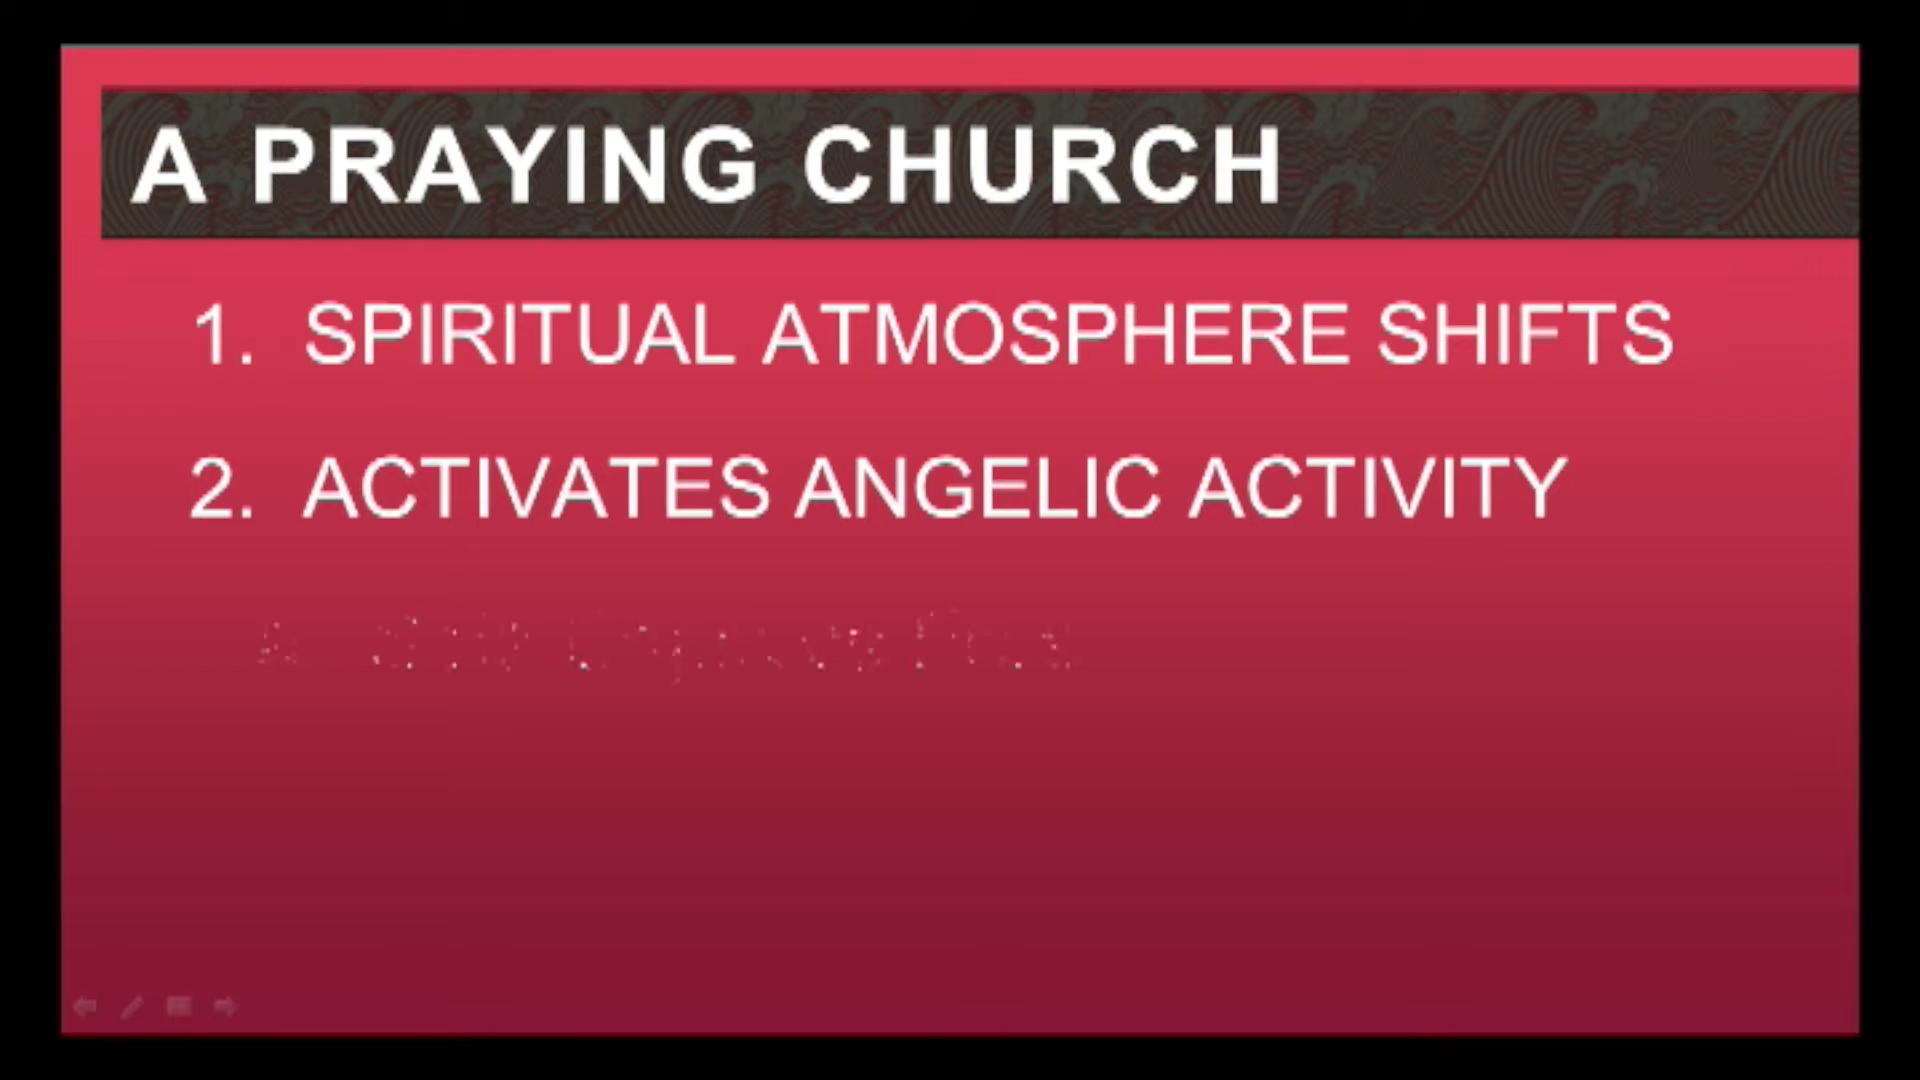 A PRAYING CHURCH
1. SPIRITUAL ATMOSPHERE SHIFTS
2. ACTIVATES ANGELIC ACTIVITY